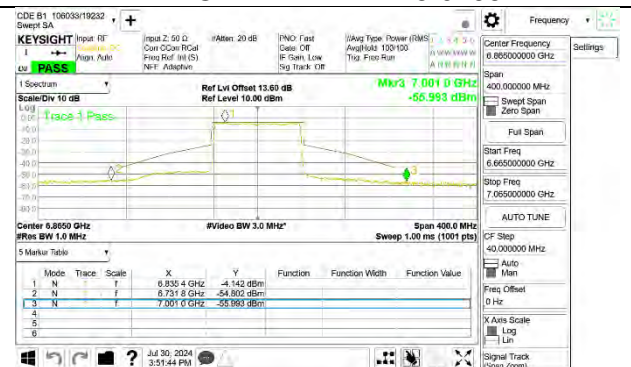 CDE B1 106033/19232
Swept SA
Frequency
Settings
KEYSIGHT
Input: RF
Align: Auto
Input Z: 50 Ω
Corr CCorr RCal
Freq Ref: Int (S)
NFE: Adaptive
#Atten: 20 dB
PNO: Fast
Gate: Off
IF Gain: Low
Sig Track: Off
#Avg Type: Power (RMS)
Avg|Hold: 100/100
Trig: Free Run
PASS
Center Frequency
6.865000000 GHz
Span
400.000000 MHz
Swept Span
Zero Span
Full Span
Start Freq
6.665000000 GHz
Stop Freq
7.065000000 GHz
AUTO TUNE
CF Step
40.000000 MHz
Auto
Man
Freq Offset
0 Hz
X Axis Scale
Log
Lin
Signal Track
(Span Zoom)
1 Spectrum
Scale/Div 10 dB
Log
Ref Lvl Offset 13.60 dB
Ref Level 10.00 dBm
Mkr3 7.001 0 GHz
-55.993 dBm
Trace 1 Pass
Center 6.8650 GHz
#Res BW 1.0 MHz
#Video BW 3.0 MHz*
Span 400.0 MHz
Sweep 1.00 ms (1001 pts)
5 Marker Table
Mode Trace Scale X Y Function Function Width Function Value
1 N 1 f 6.835 4 GHz -4.142 dBm
2 N 1 f 6.731 8 GHz -54.802 dBm
3 N 1 f 7.001 0 GHz -55.993 dBm
4
5
6
Jul 30, 2024
3:51:44 PM